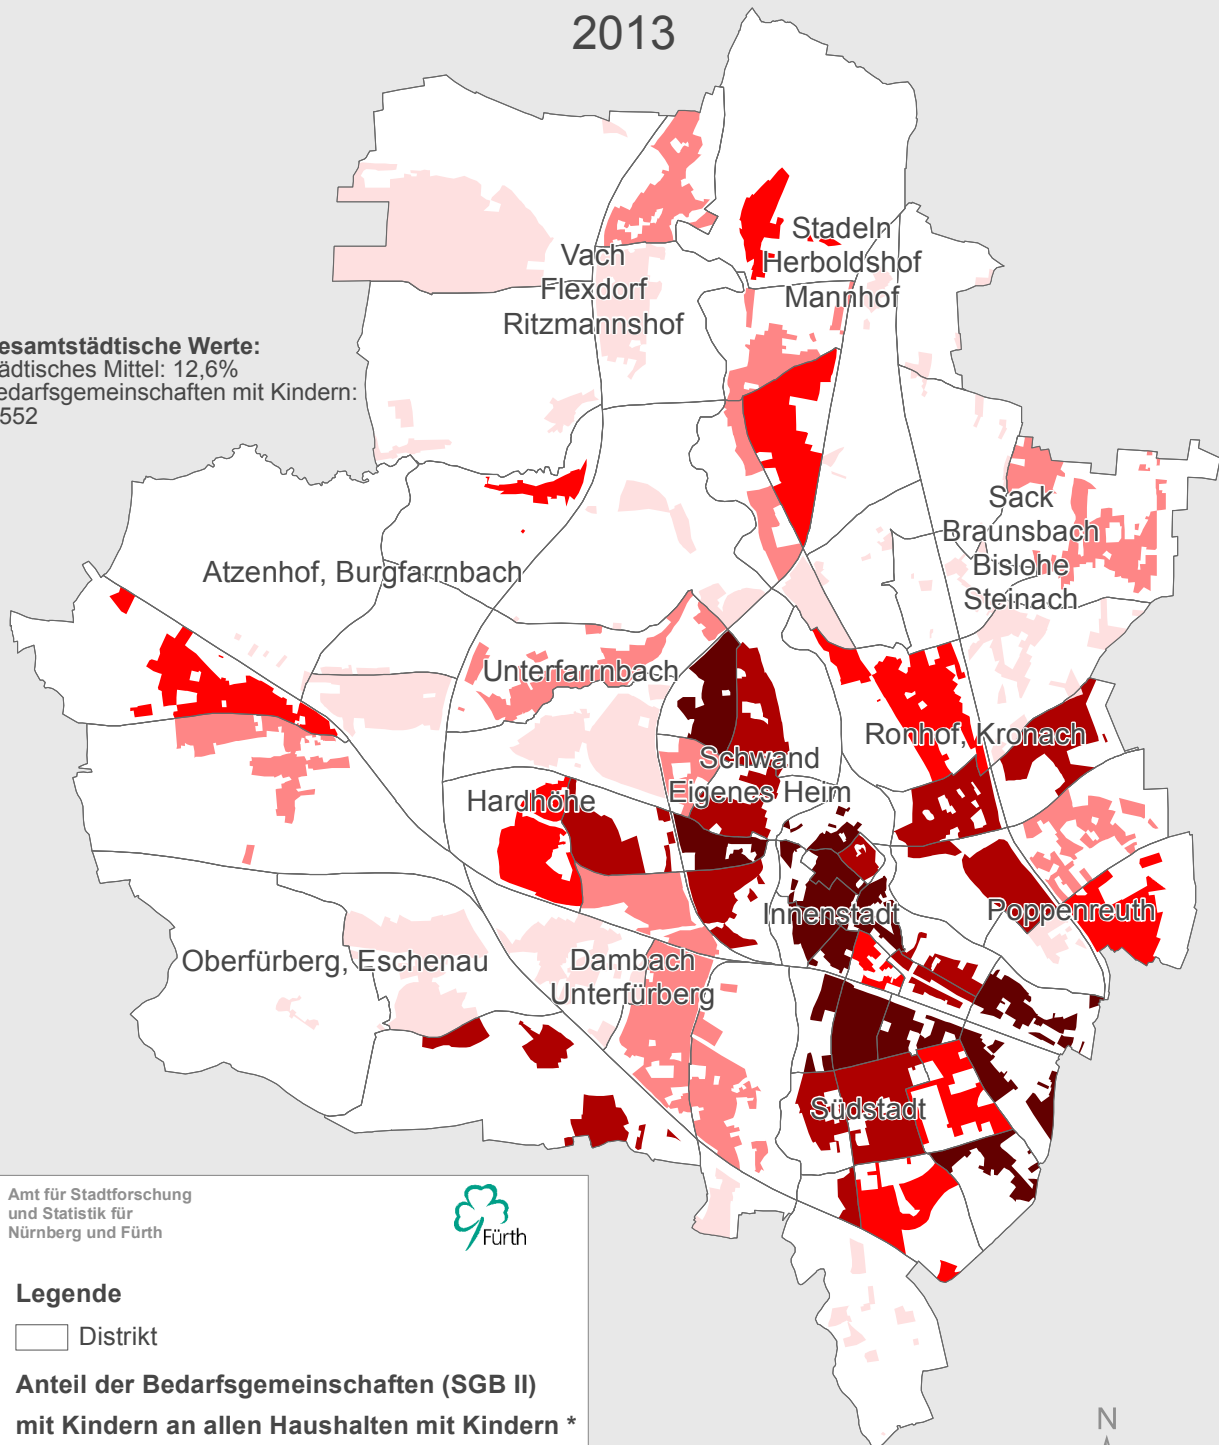 2013
Stadeln
Herboldshof
Mannhof
Vach
Flexdorf
Ritzmannshof
esamtstädtische Werte:
ädtisches Mittel: 12,6%
edarfsgemeinschaften mit Kindern:
552
Sack
Braunsbach
Bislohe
Steinach
Atzenhof, Burgfarrnbach
Unterfarrnbach
Ronhof, Kronach
Schwand
Eigenes Heim
Hardhöhe
Innenstadt
Poppenreuth
Oberfürberg, Eschenau
Dambach
Unterfürberg
Südstadt
Amt für Stadtforschung
und Statistik für
Nürnberg und Fürth
Fürth
Legende
Distrikt
Anteil der Bedarfsgemeinschaften (SGB II)
mit Kindern an allen Haushalten mit Kindern *
N